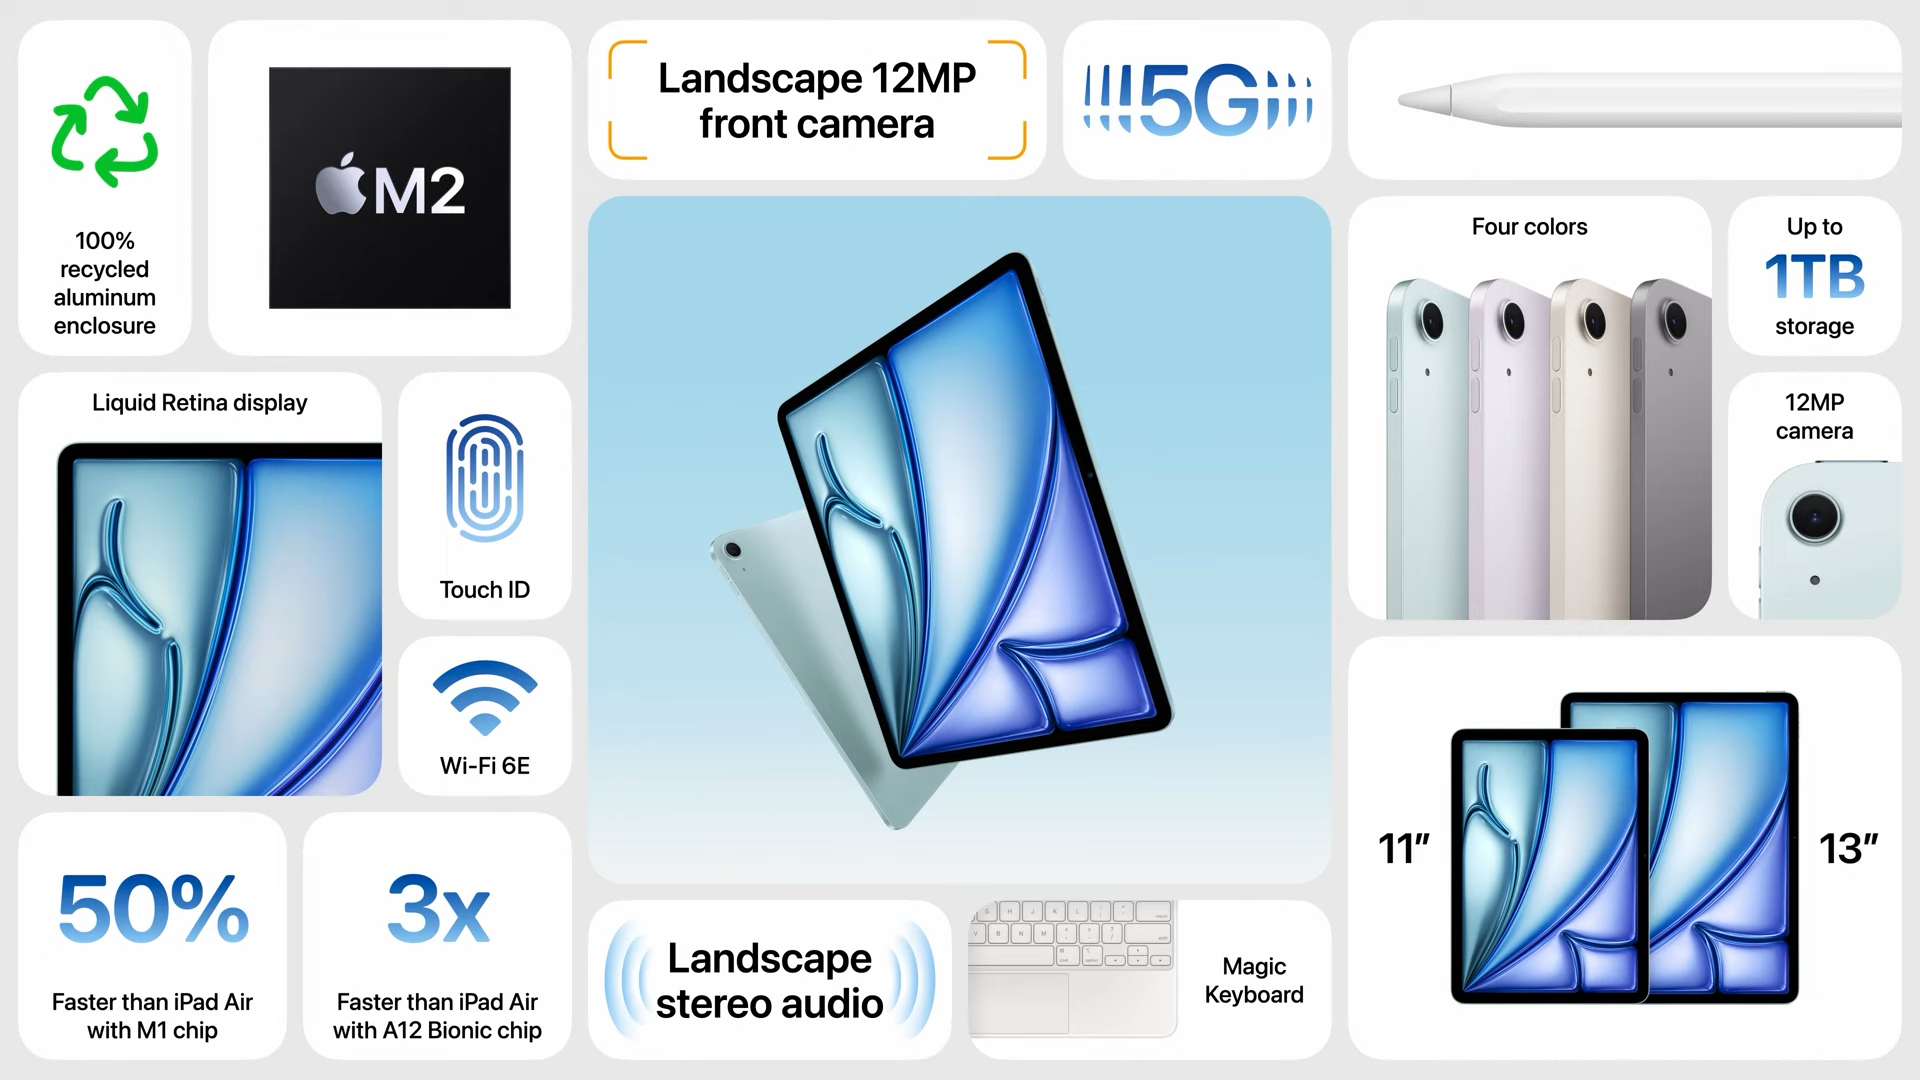 100%
recycled
aluminum
enclosure
M2
Landscape 12MP
front camera
5G
Four colors
Up to
1TB
storage
Liquid Retina display
Touch ID
12MP
camera
Wi-Fi 6E
11”
13”
50%
Faster than iPad Air
with M1 chip
3x
Faster than iPad Air
with A12 Bionic chip
Landscape
stereo audio
G H J K L
V B N M
Magic
Keyboard